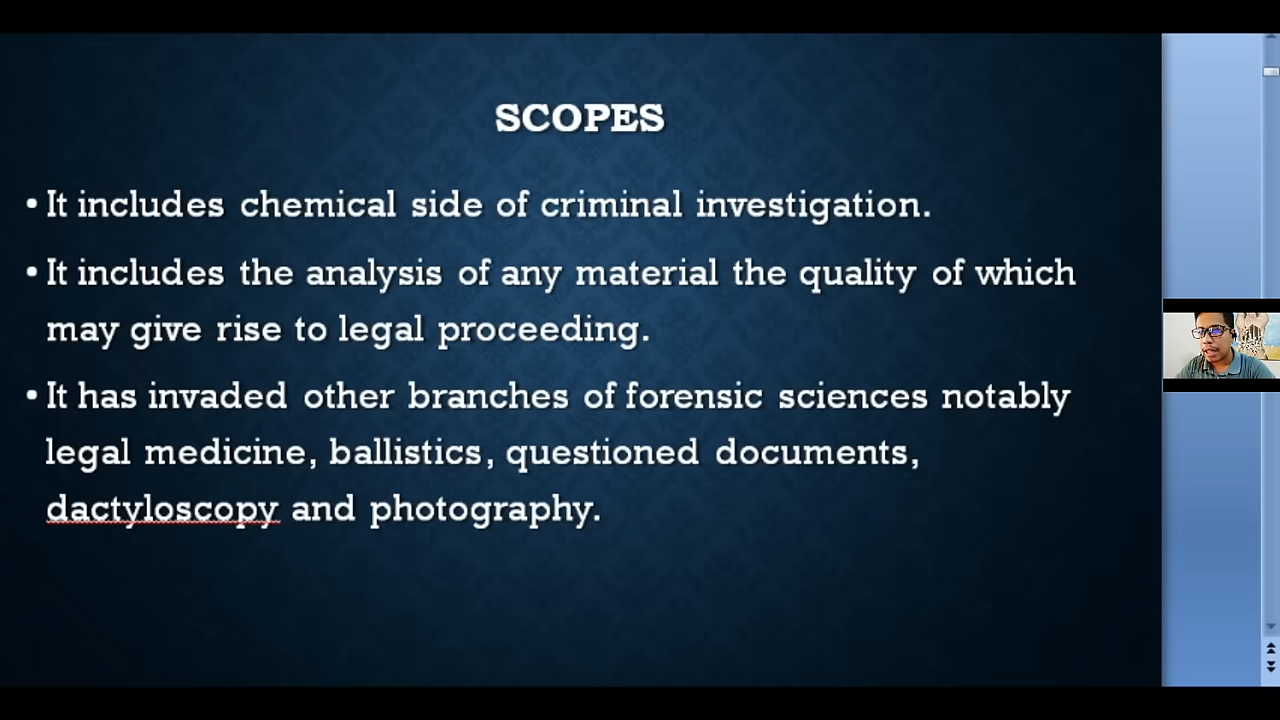 SCOPES
• It includes chemical side of criminal investigation.
• It includes the analysis of any material the quality of which
may give rise to legal proceeding.
• It has invaded other branches of forensic sciences notably
legal medicine, ballistics, questioned documents,
dactyloscopy and photography.